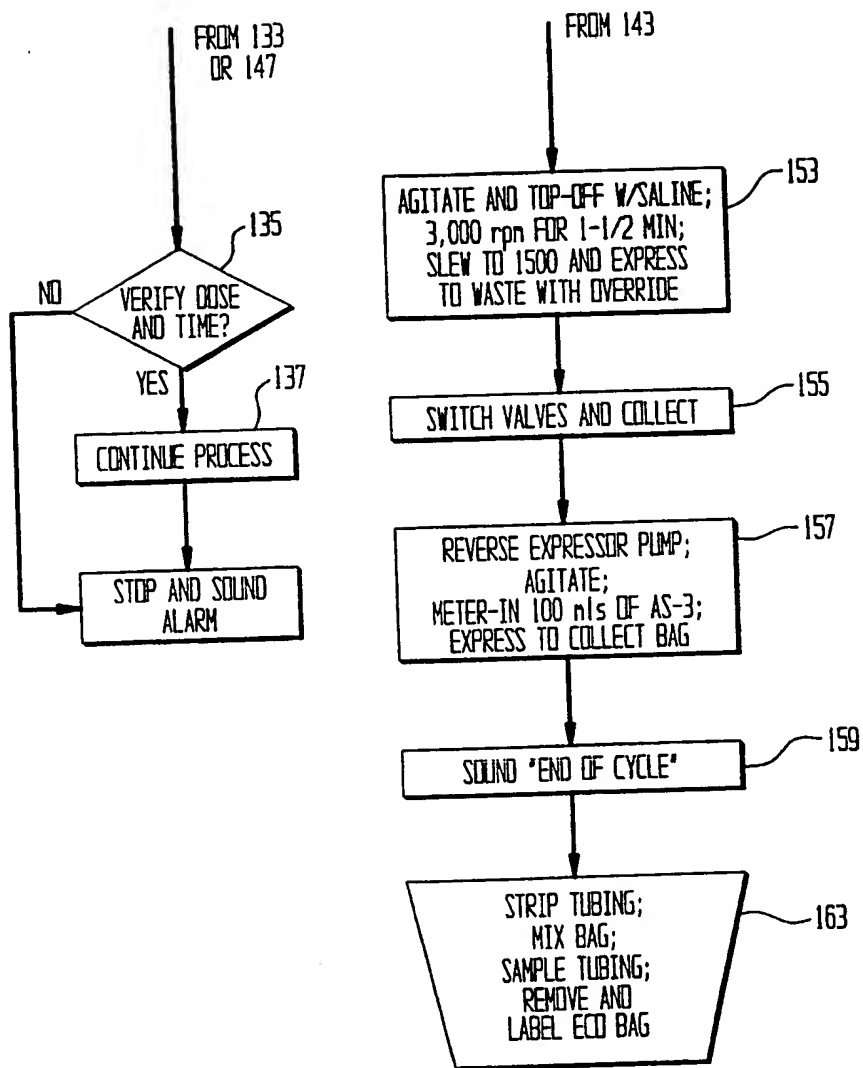 FROM 133
OR 147
135
NO
VERIFY DOSE
AND TIME?
YES
137
CONTINUE PROCESS
STOP AND SOUND
ALARM
FROM 143
153
AGITATE AND TOP-OFF W/SALINE;
3,000 rpn FOR 1-1/2 MIN;
SLEW TO 1500 AND EXPRESS
TO WASTE WITH OVERRIDE
155
SWITCH VALVES AND COLLECT
157
REVERSE EXPRESSOR PUMP;
AGITATE;
METER-IN 100 nls OF AS-3;
EXPRESS TO COLLECT BAG
159
SOUND "END OF CYCLE"
163
STRIP TUBING;
MIX BAG;
SAMPLE TUBING;
REMOVE AND
LABEL ECO BAG